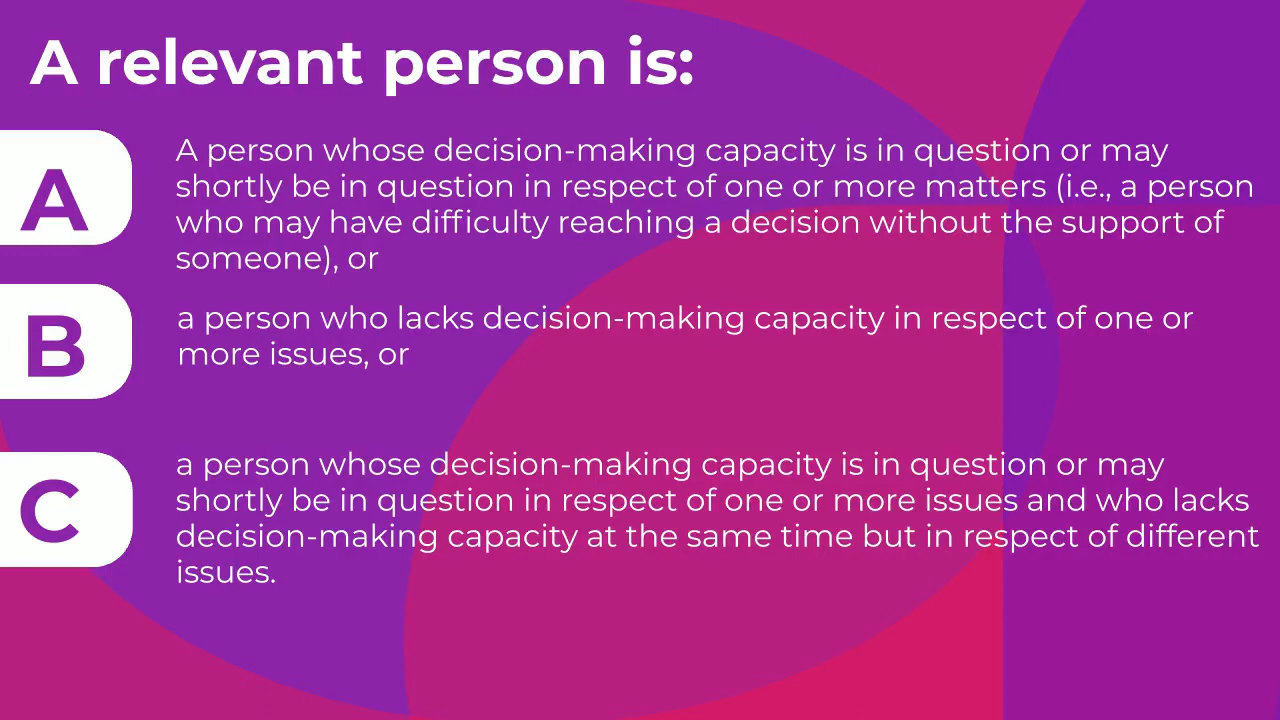 A relevant person is:
A
A person whose decision-making capacity is in question or may
shortly be in question in respect of one or more matters (i.e., a person
who may have difficulty reaching a decision without the support of
someone), or
B
a person who lacks decision-making capacity in respect of one or
more issues, or
C
a person whose decision-making capacity is in question or may
shortly be in question in respect of one or more issues and who lacks
decision-making capacity at the same time but in respect of different
issues.